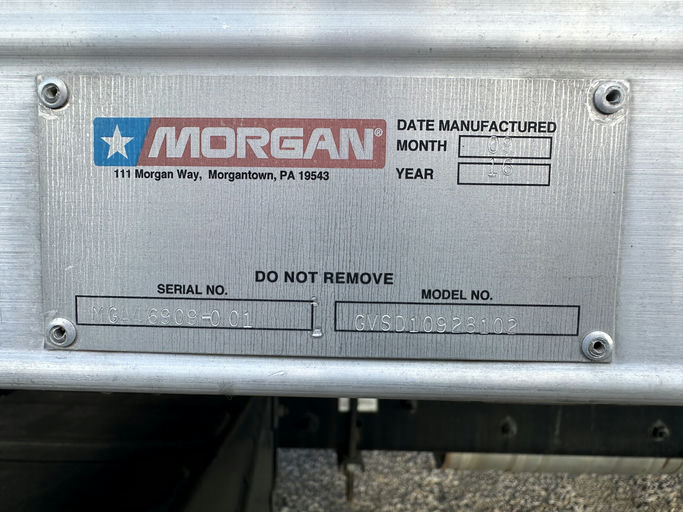 MORGAN®
111 Morgan Way, Morgantown, PA 19543
DATE MANUFACTURED
MONTH
YEAR 16
DO NOT REMOVE
SERIAL NO.
MODEL NO.
GVSD10928102